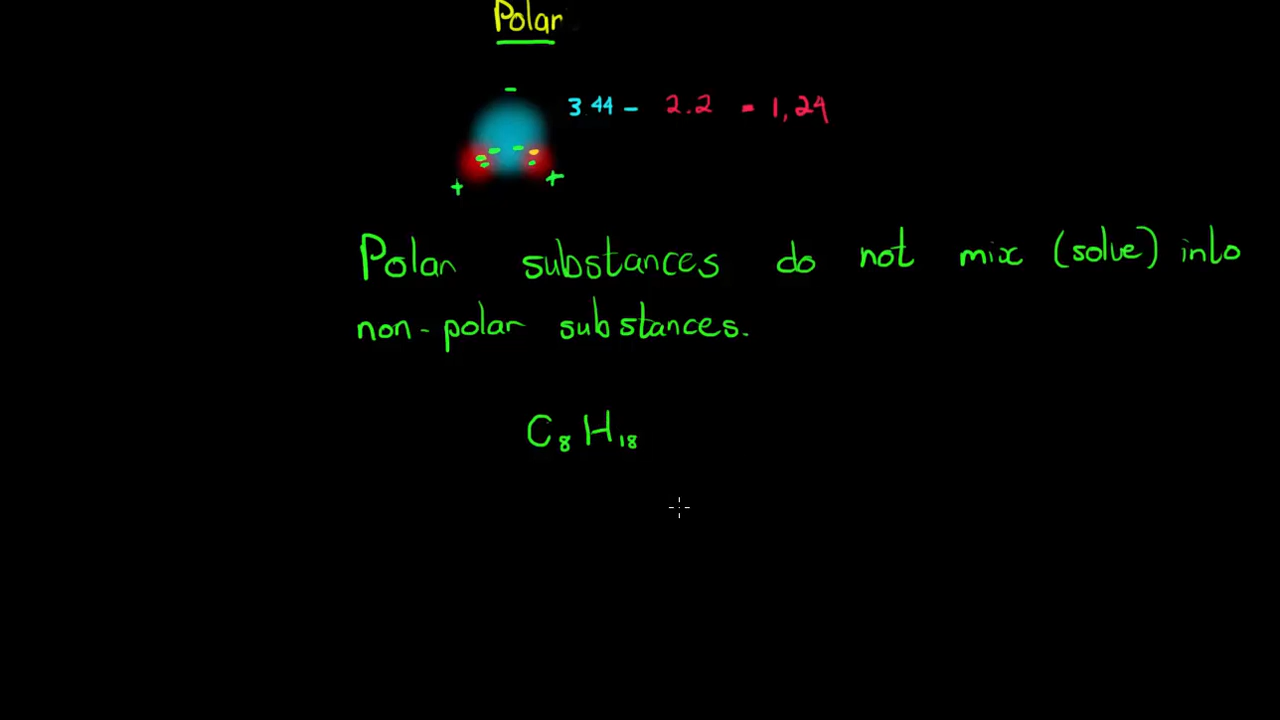 Polar
-
3.44 - 2.2 = 1,24
+ +
Polar substances do not mix (solve) into
non-polar substances.
C₈H₁₈